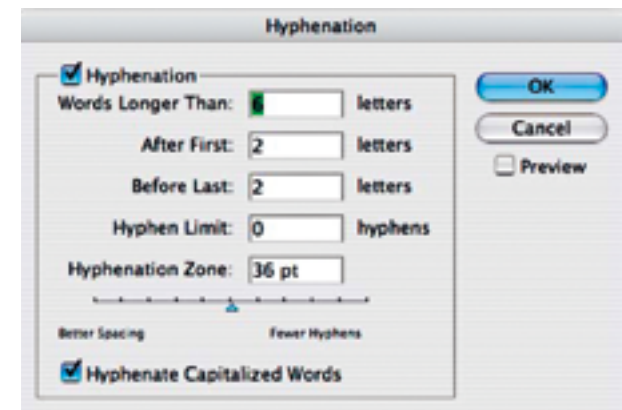 Hyphenation
Hyphenation
Words Longer Than: 6 letters
After First: 2 letters
Before Last: 2 letters
Hyphen Limit: 0 hyphens
Hyphenation Zone: 36 pt
Better Spacing Fewer Hyphens
Hyphenate Capitalized Words
OK
Cancel
Preview